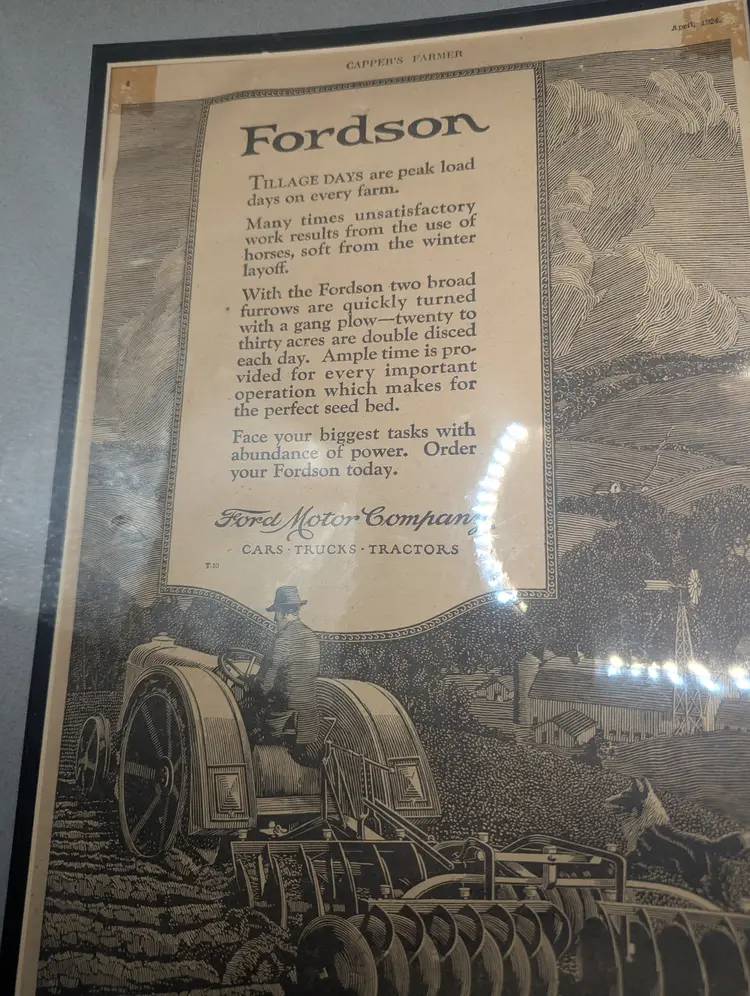 April, 1924.
CAPPER'S FARMER
Fordson
TILLAGE DAYS are peak load
days on every farm.
Many times unsatisfactory
work results from the use of
horses, soft from the winter
layoff.
With the Fordson two broad
furrows are quickly turned
with a gang plow—twenty to
thirty acres are double disced
each day. Ample time is pro-
vided for every important
operation which makes for
the perfect seed bed.
Face your biggest tasks with
abundance of power. Order
your Fordson today.
Ford Motor Company
CARS · TRUCKS · TRACTORS
T-10